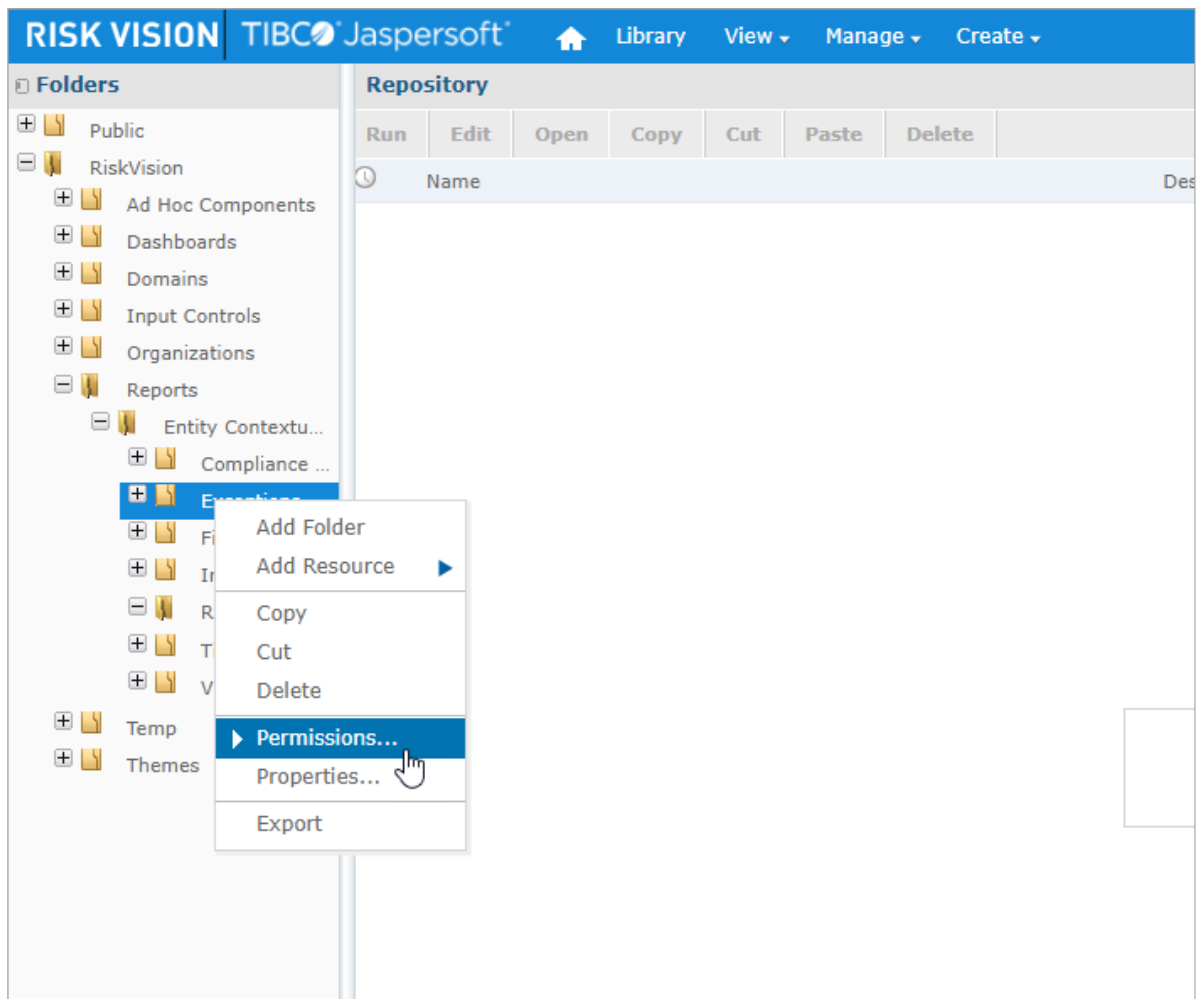 RISK VISION TIBCO Jaspersoft Library View Manage Create
Folders
Repository
Public
Run Edit Open Copy Cut Paste Delete
RiskVision
Name
Ad Hoc Components
Dashboards
Domains
Input Controls
Organizations
Reports
Entity Contextu...
Compliance ...
Add Folder
Add Resource
Copy
Cut
Delete
Temp
Permissions...
Themes
Properties...
Export